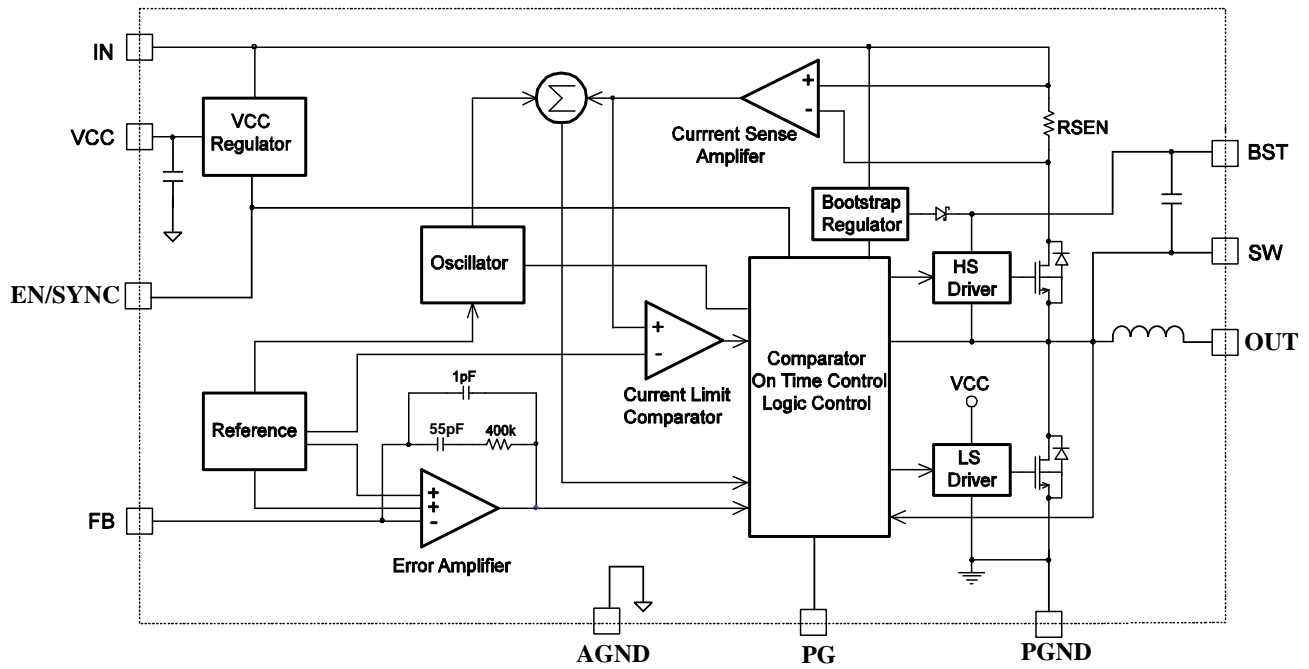 IN
VCC
VCC
Regulator
EN/SYNC
Σ
+
-
Currrent Sense
Amplifer
RSEN
BST
Bootstrap
Regulator
SW
Oscillator
HS
Driver
OUT
+
-
Current Limit
Comparator
Comparator
On Time Control
Logic Control
VCC
Reference
1pF
55pF
400k
LS
Driver
FB
+
+
-
Error Amplifier
AGND
PG
PGND